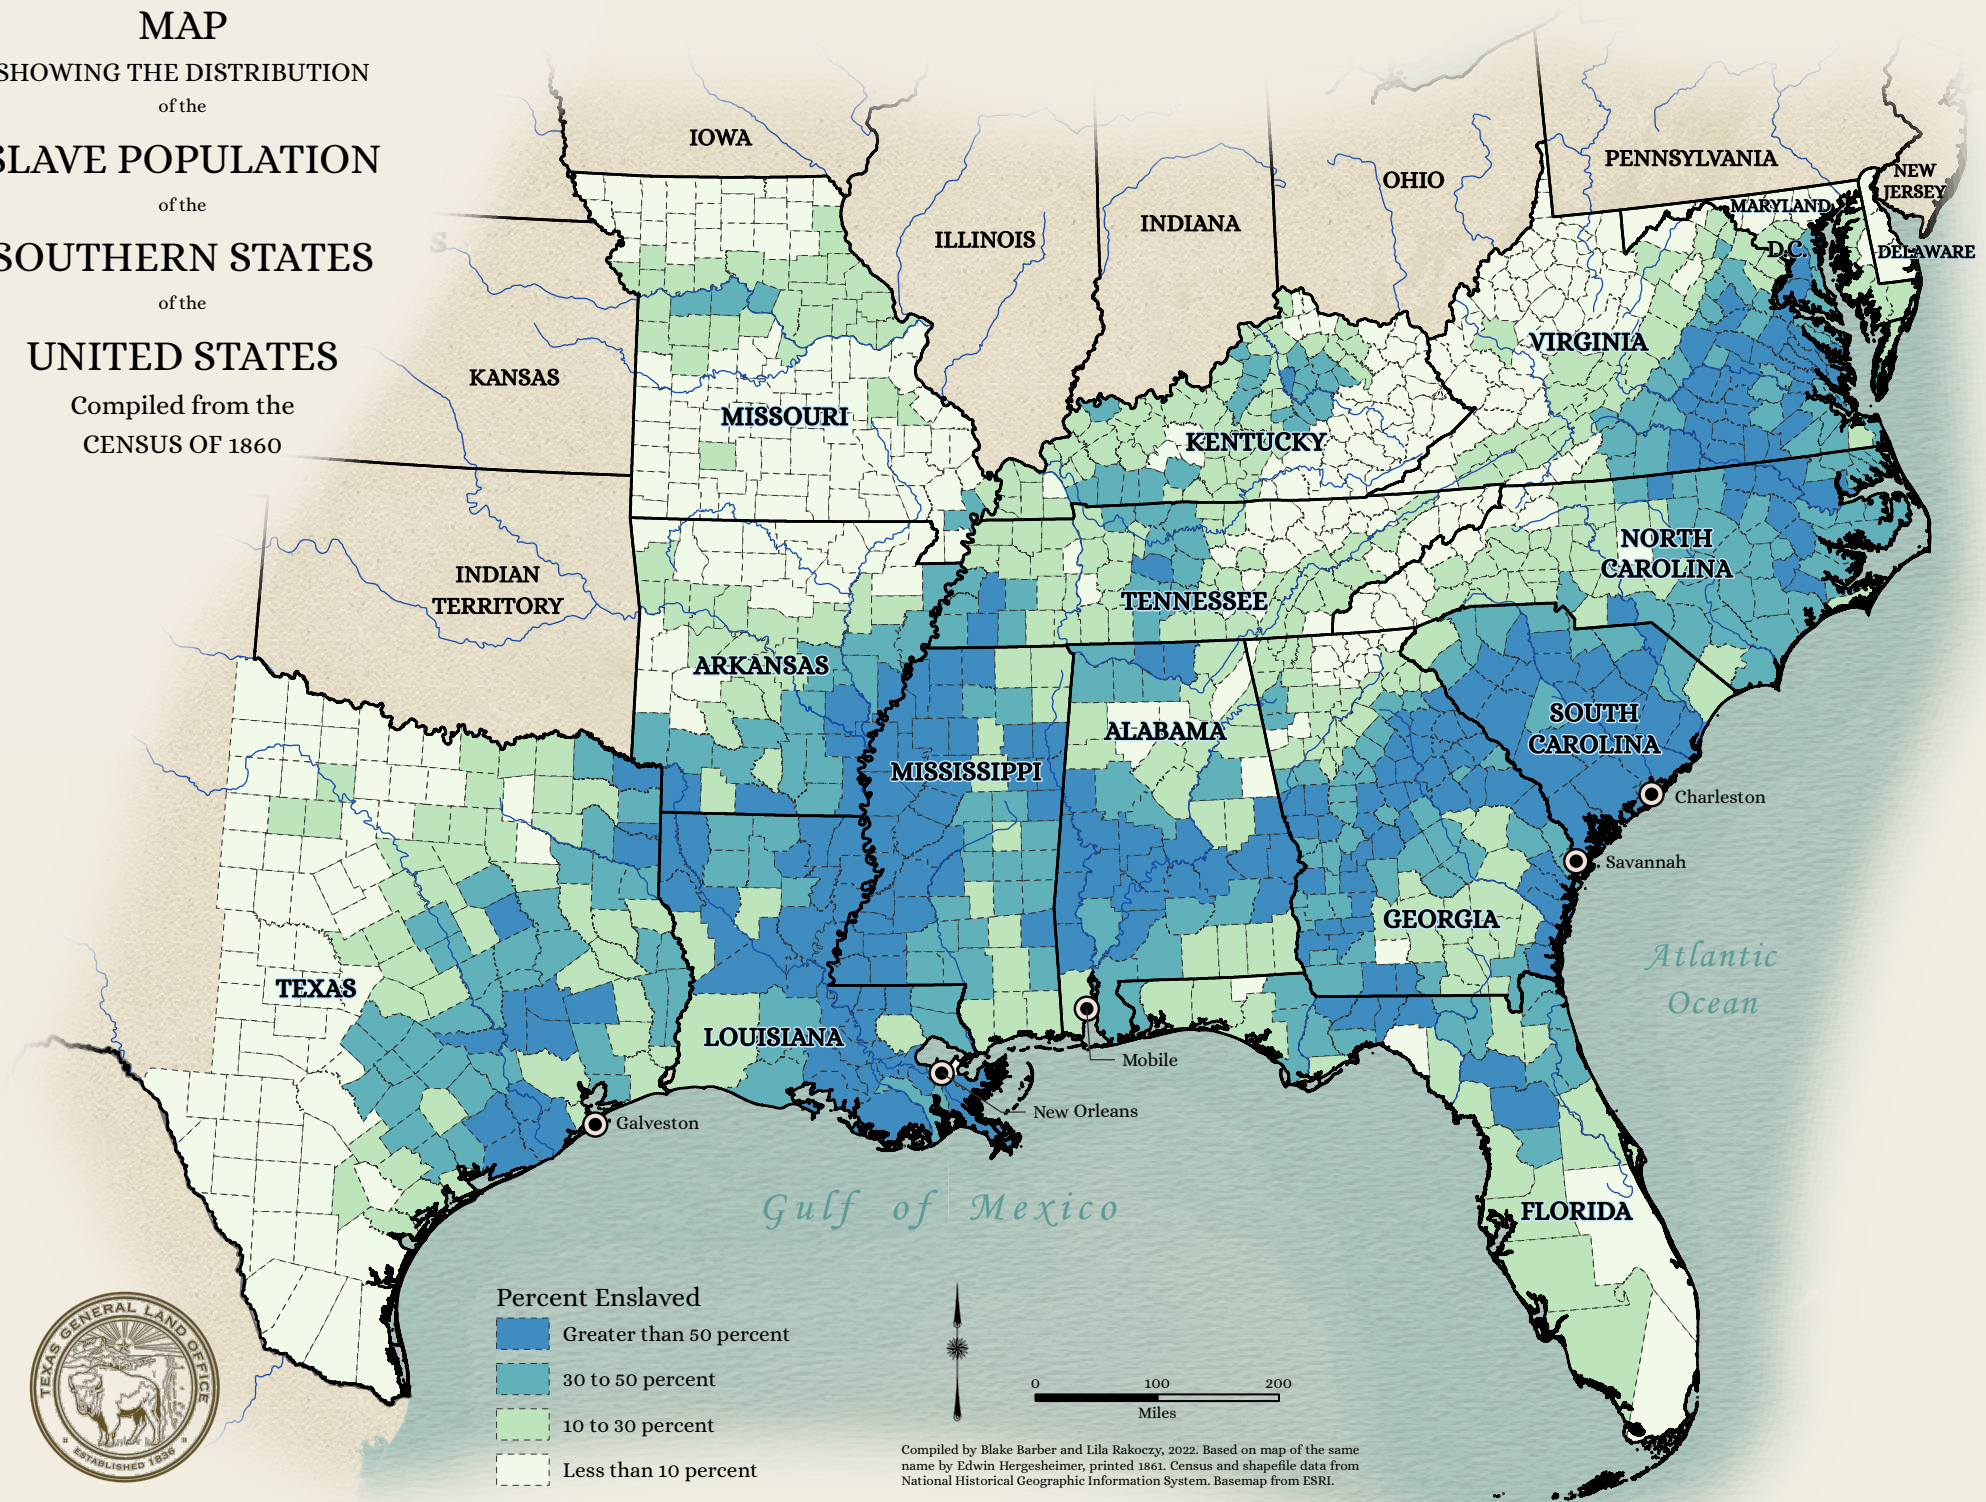 MAP
SHOWING THE DISTRIBUTION
of the
SLAVE POPULATION
of the
SOUTHERN STATES
of the
UNITED STATES
Compiled from the
CENSUS OF 1860
IOWA
ILLINOIS
INDIANA
OHIO
PENNSYLVANIA
NEW
JERSEY
MARYLAND
D.C.
DELAWARE
KANSAS
MISSOURI
KENTUCKY
VIRGINIA
INDIAN
TERRITORY
ARKANSAS
TENNESSEE
NORTH
CAROLINA
SOUTH
CAROLINA
MISSISSIPPI
ALABAMA
GEORGIA
Charleston
Savannah
TEXAS
LOUISIANA
FLORIDA
Mobile
New Orleans
Galveston
Atlantic
Ocean
Gulf of Mexico
Percent Enslaved
Greater than 50 percent
30 to 50 percent
10 to 30 percent
Less than 10 percent
0 100 200
Miles
Compiled by Blake Barber and Lila Rakoczy, 2022. Based on map of the same
name by Edwin Hergesheimer, printed 1861. Census and shapefile data from
National Historical Geographic Information System. Basemap from ESRI.
TEXAS GENERAL LAND OFFICE
ESTABLISHED 1836